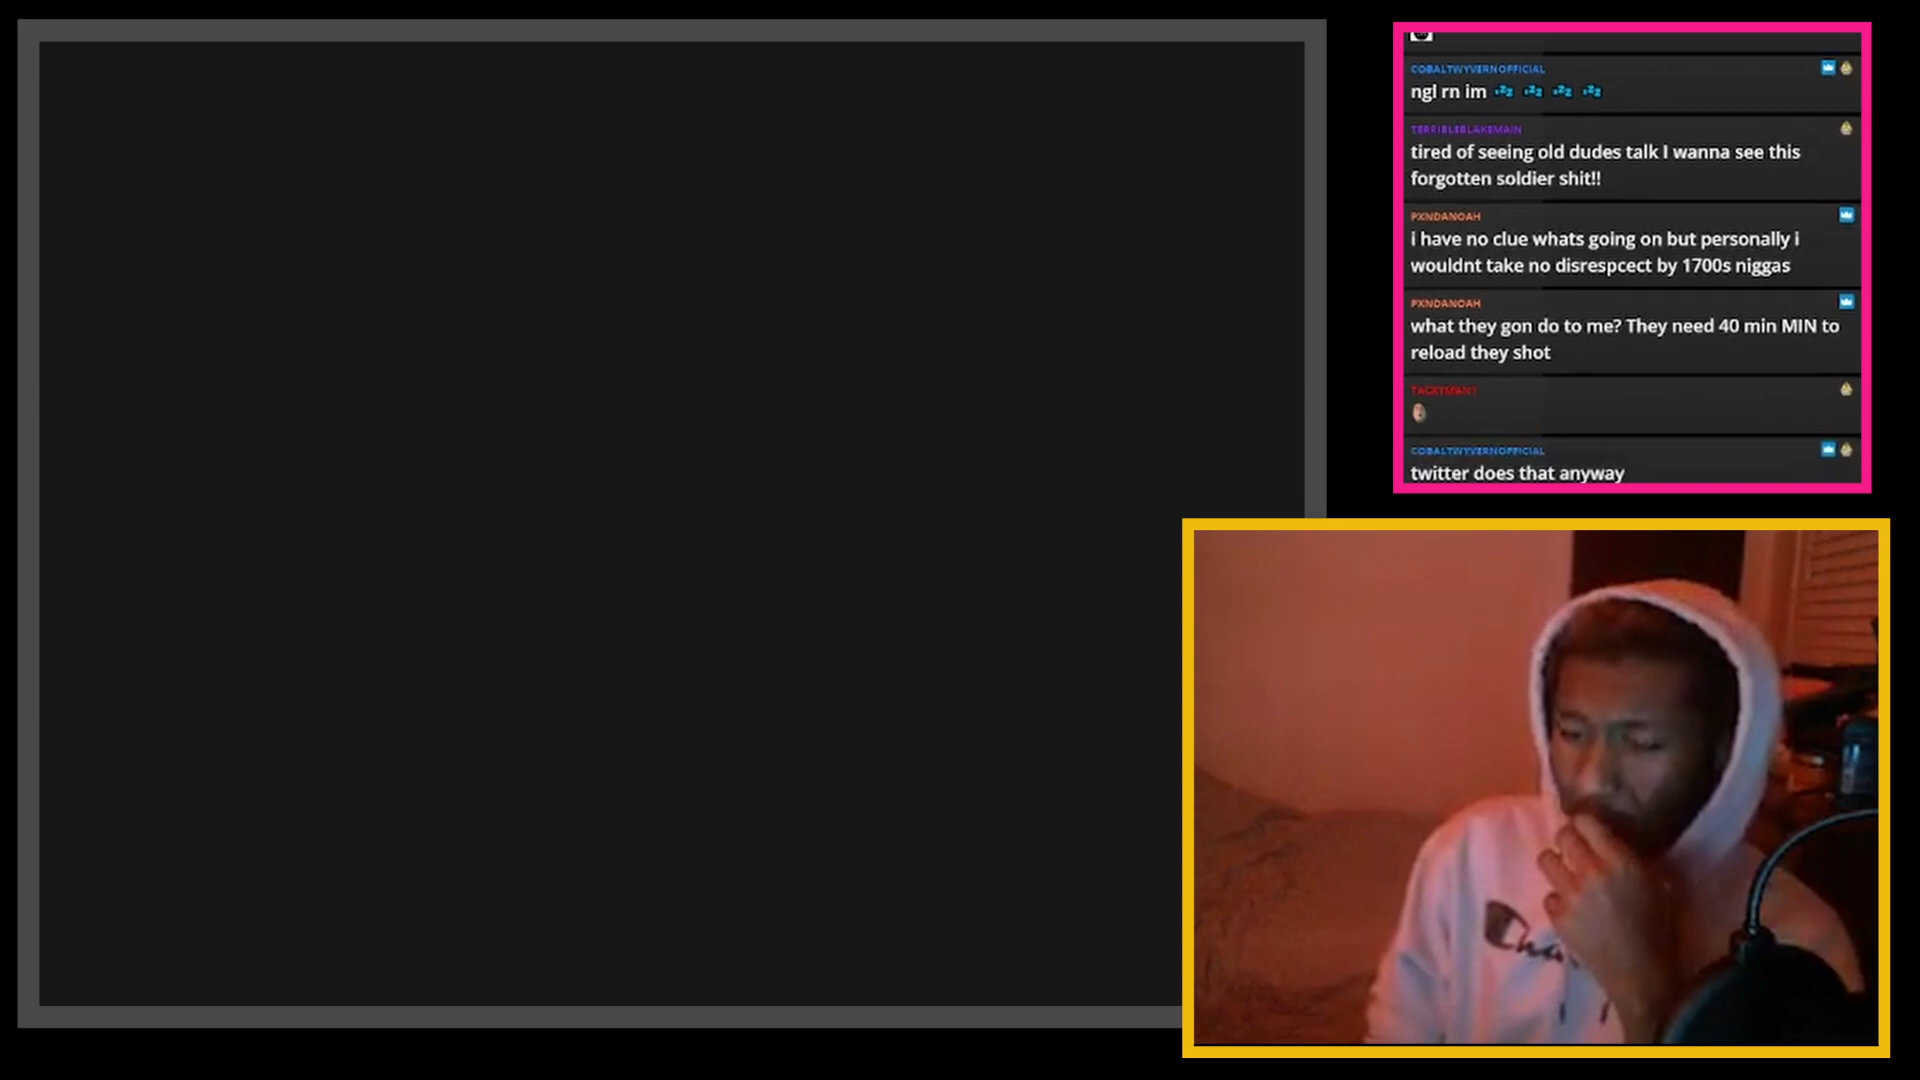 COBALTWYVERNOFFICIAL
ngl rn im
TERRIBLEBLAKEMAIN
tired of seeing old dudes talk I wanna see this
forgotten soldier shit!!
PXNDANOAH
i have no clue whats going on but personally i
wouldnt take no disrespcect by 1700s niggas
PXNDANOAH
what they gon do to me? They need 40 min MIN to
reload they shot
COBALTWYVERNOFFICIAL
twitter does that anyway